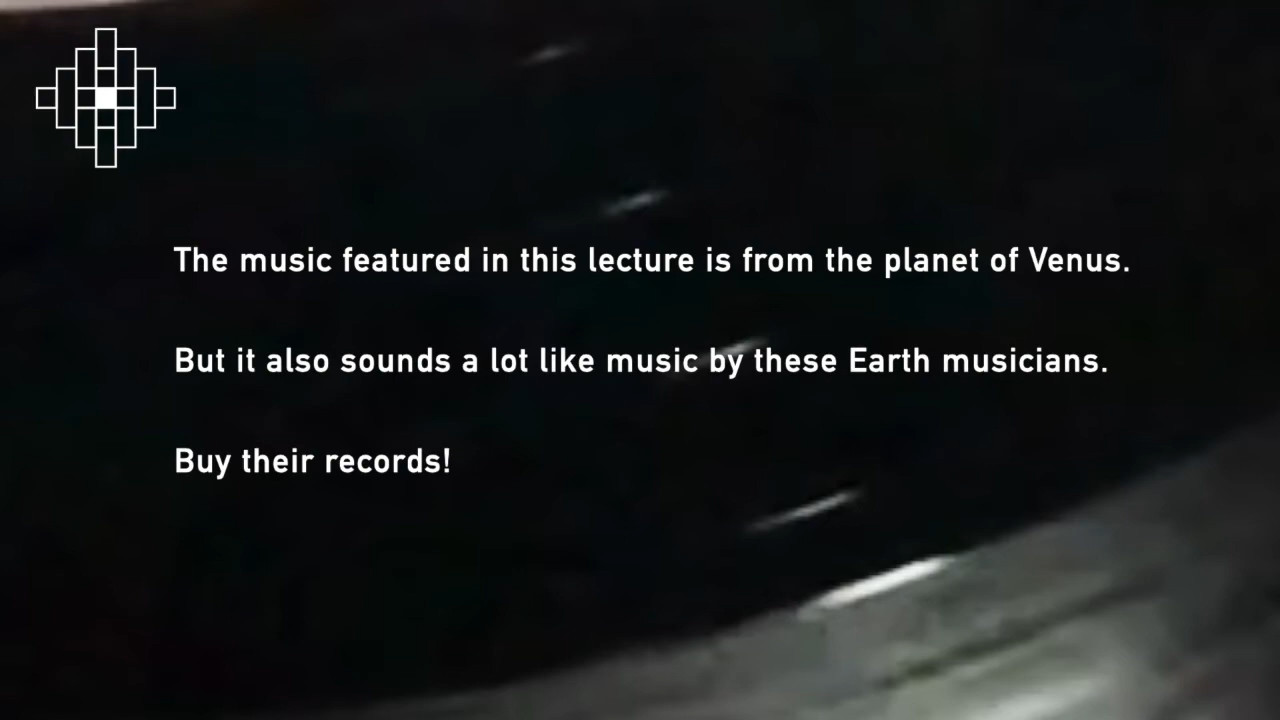 The music featured in this lecture is from the planet of Venus.
But it also sounds a lot like music by these Earth musicians.
Buy their records!